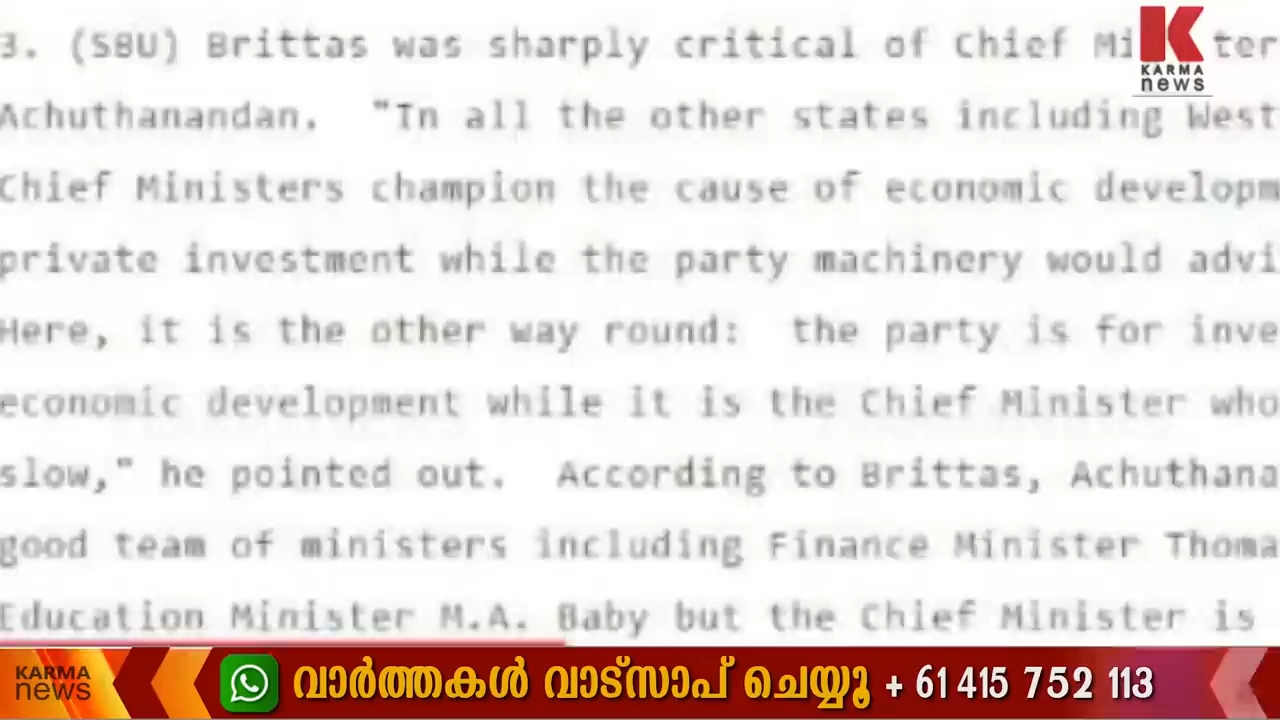 3. (SBU) Brittas was sharply critical of Chief
Achuthanandan. "In all the other states including West
Chief Ministers champion the cause of economic developm
private investment while the party machinery would advi
Here, it is the other way round: the party is for inve
economic development while it is the Chief Minister who
slow," he pointed out. According to Brittas, Achuthana
good team of ministers including Finance Minister Thoma
Education Minister M.A. Baby but the Chief Minister is
K
KARMA
news
KARMA
news
വാർത്തകൾ വാട്സാപ് ചെയ്യൂ + 61 415 752 113